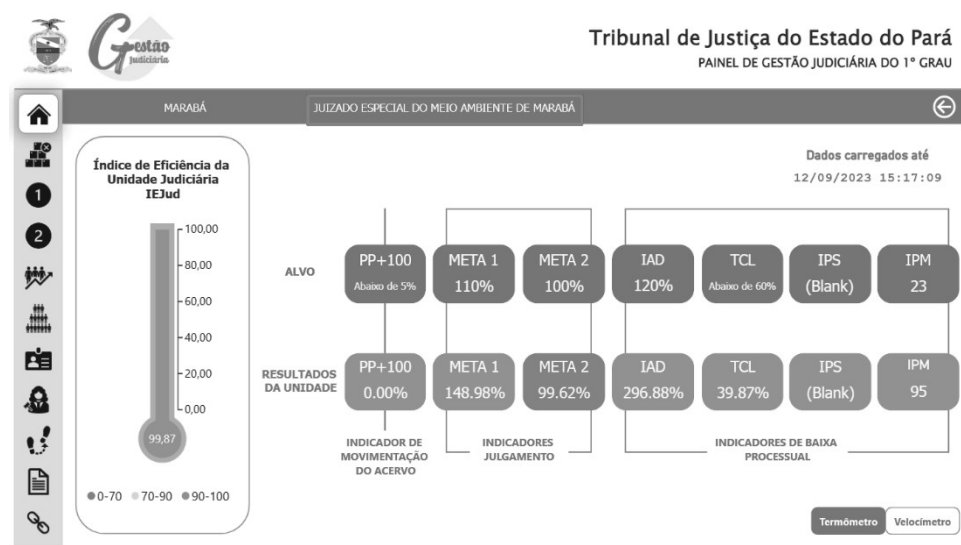 Gestão
Judiciária
Tribunal de Justiça do Estado do Pará
PAINEL DE GESTÃO JUDICIÁRIA DO 1º GRAU
MARABÁ
JUIZADO ESPECIAL DO MEIO AMBIENTE DE MARABÁ
1
2
Índice de Eficiência da
Unidade Judiciária
IEJud
100,00
80,00
60,00
40,00
20,00
0,00
99,87
0-70 70-90 90-100
Dados carregados até
12/09/2023 15:17:09
ALVO
PP+100 META 1 META 2 IAD TCL IPS IPM
Abaixo de 5% 110% 100% 120% Abaixo de 60% (Blank) 23
RESULTADOS
DA UNIDADE
PP+100 META 1 META 2 IAD TCL IPS IPM
0.00% 148.98% 99.62% 296.88% 39.87% (Blank) 95
INDICADOR DE
MOVIMENTAÇÃO
DO ACERVO
INDICADORES
JULGAMENTO
INDICADORES DE BAIXA
PROCESSUAL
Termômetro Velocímetro